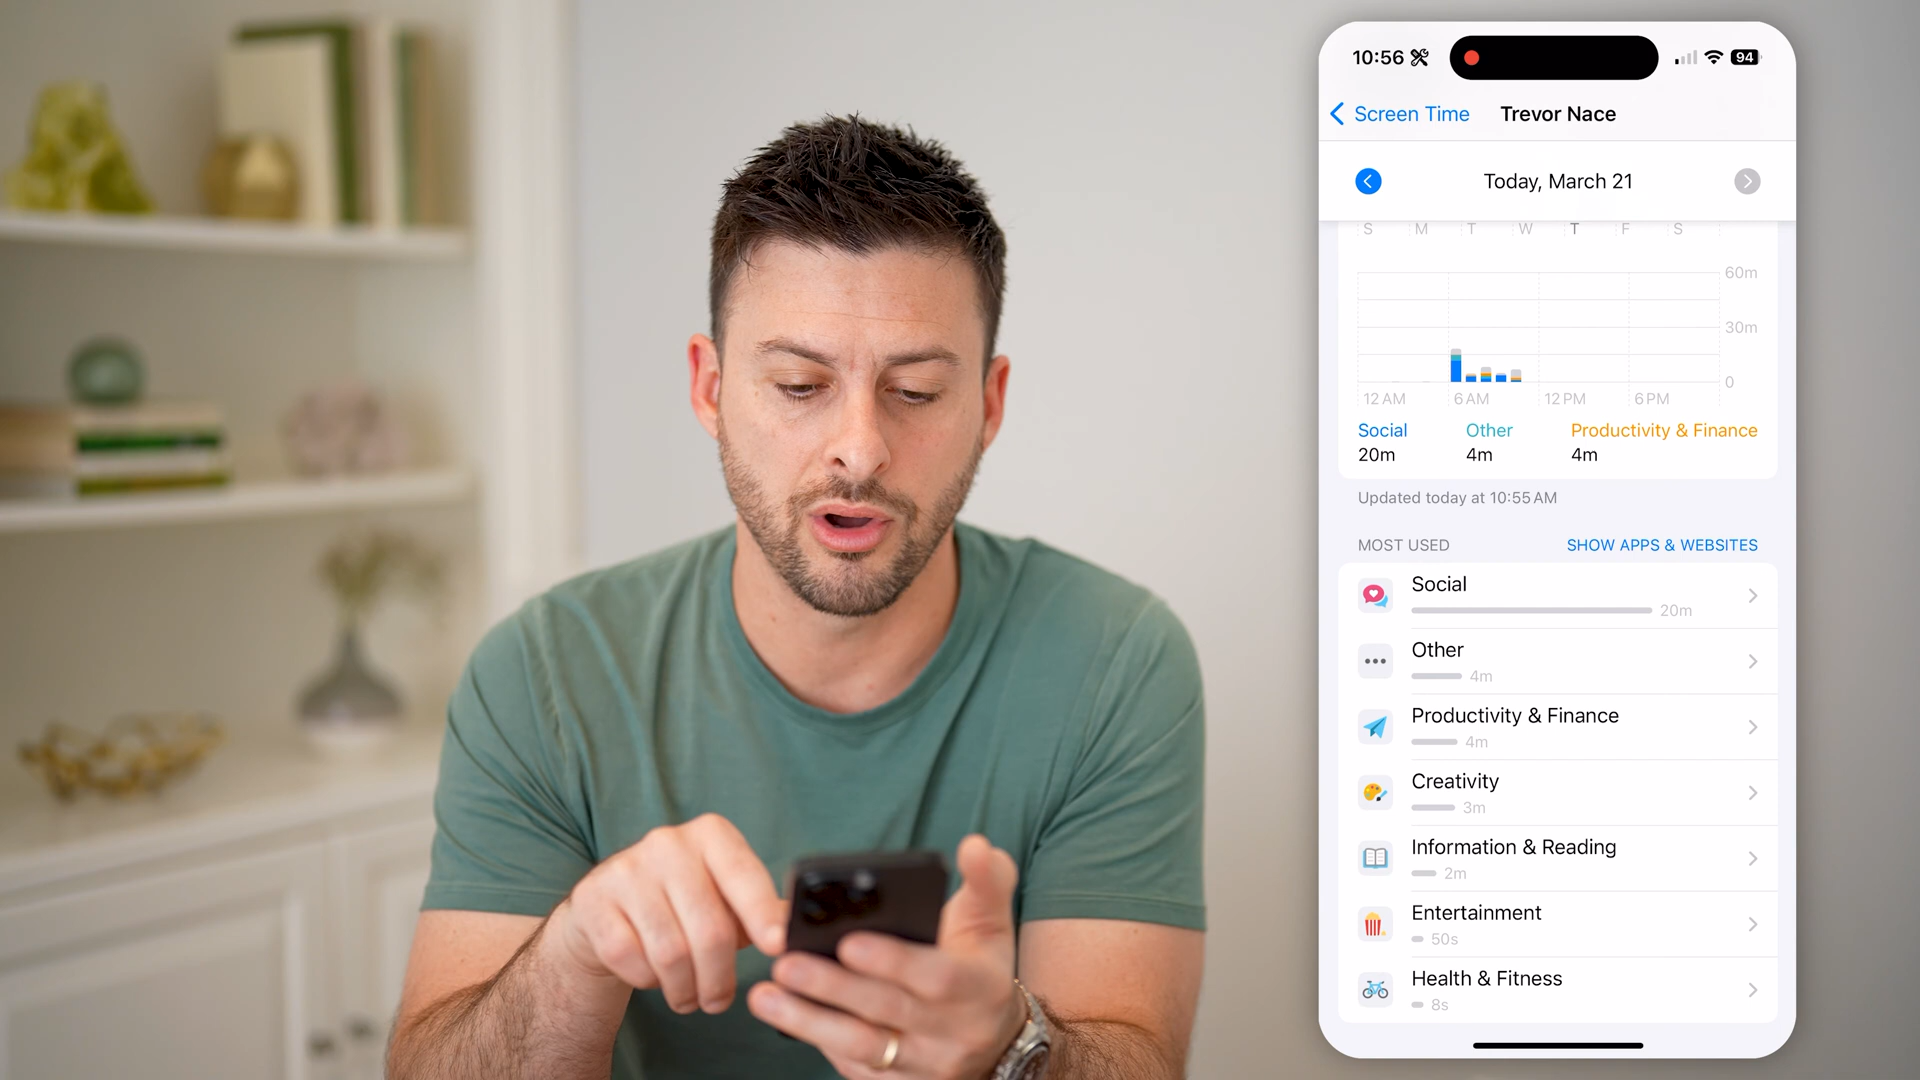 10:56
94
Screen Time
Trevor Nace
Today, March 21
S M T W T F S
60m
30m
0
12 AM 6 AM 12 PM 6 PM
Social Other Productivity & Finance
20m 4m 4m
Updated today at 10:55 AM
MOST USED
SHOW APPS & WEBSITES
Social
20m
Other
4m
Productivity & Finance
4m
Creativity
3m
Information & Reading
2m
Entertainment
50s
Health & Fitness
8s